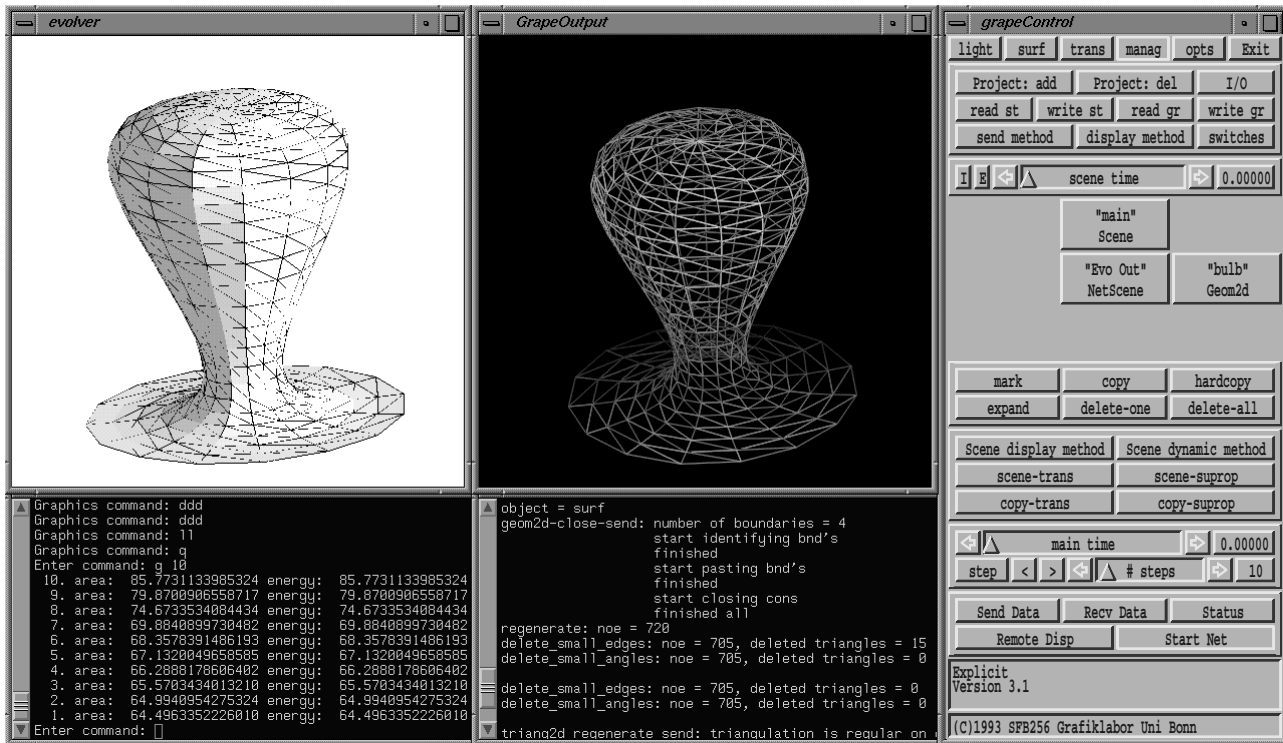 evolver
Graphics command: ddd
Graphics command: ddd
Graphics command: ll
Graphics command: q
Enter command: g 10
10. area: 85.7731133985324 energy: 85.7731133985324
9. area: 79.8700906558717 energy: 79.8700906558717
8. area: 74.6733534084434 energy: 74.6733534084434
7. area: 69.8840899730482 energy: 69.8840899730482
6. area: 68.3578391486193 energy: 68.3578391486193
5. area: 67.1320049658585 energy: 67.1320049658585
4. area: 66.2888178606402 energy: 66.2888178606402
3. area: 65.5703434013210 energy: 65.5703434013210
2. area: 64.9940954275324 energy: 64.9940954275324
1. area: 64.4963352226010 energy: 64.4963352226010
Enter command:
GrapeOutput
object = surf
geom2d-close-send: number of boundaries = 4
start identifying bnd's
finished
start pasting bnd's
finished
start closing cons
finished all
regenerate: noe = 720
delete_small_edges: noe = 705, deleted triangles = 15
delete_small_angles: noe = 705, deleted triangles = 0
delete_small_edges: noe = 705, deleted triangles = 0
delete_small_angles: noe = 705, deleted triangles = 0
triang2d regenerate send: triangulation is regular on
grapeControl
light surf trans manag opts Exit
Project: add Project: del I/O
read st write st read gr write gr
send method display method switches
I E scene time 0.00000
"main"
Scene
"Evo Out"
NetScene
"bulb"
Geom2d
mark copy hardcopy
expand delete-one delete-all
Scene display method Scene dynamic method
scene-trans scene-suprop
copy-trans copy-suprop
main time 0.00000
step < > # steps 10
Send Data Recv Data Status
Remote Disp Start Net
Explicit
Version 3.1
(C)1993 SFB256 Grafiklabor Uni Bonn